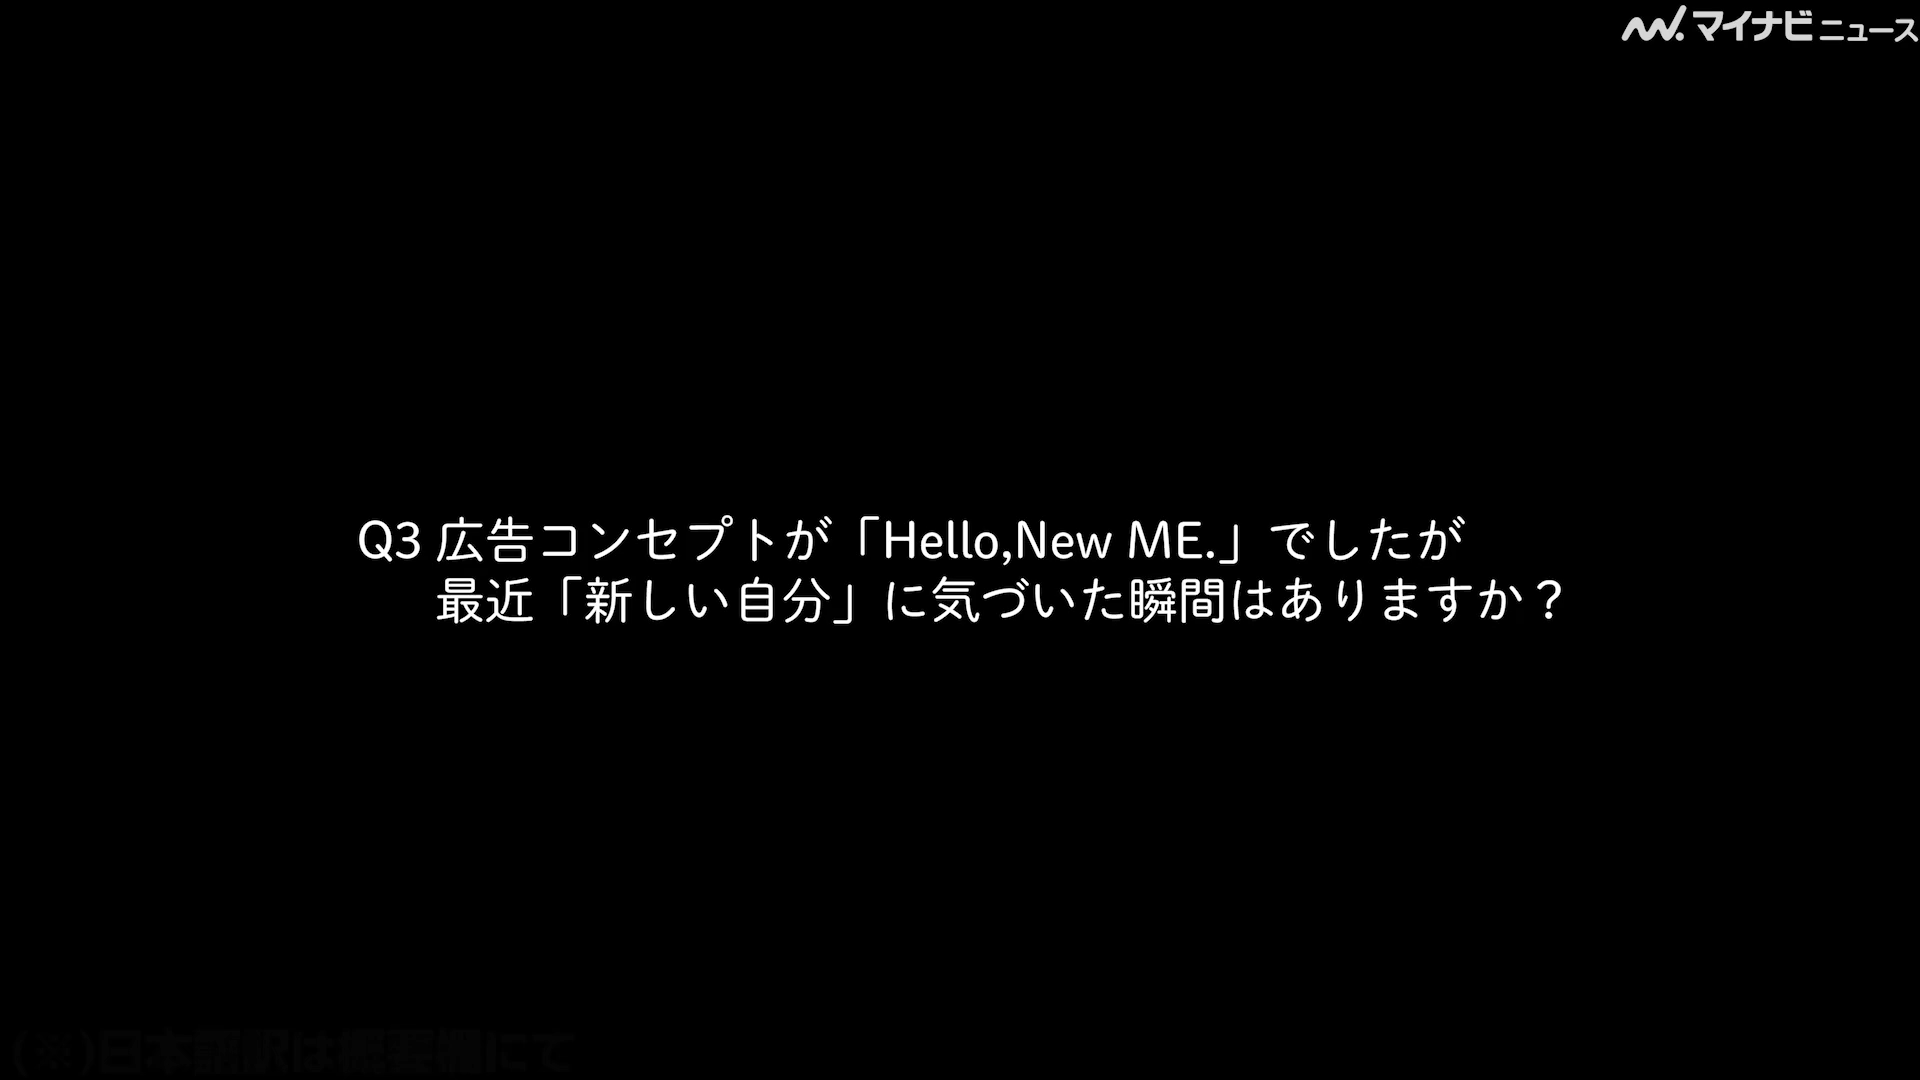 マイナビニュース
Q3 広告コンセプトが「Hello,New ME.」でしたが
最近「新しい自分」に気づいた瞬間はありますか？
(※)日本語訳は概要欄にて